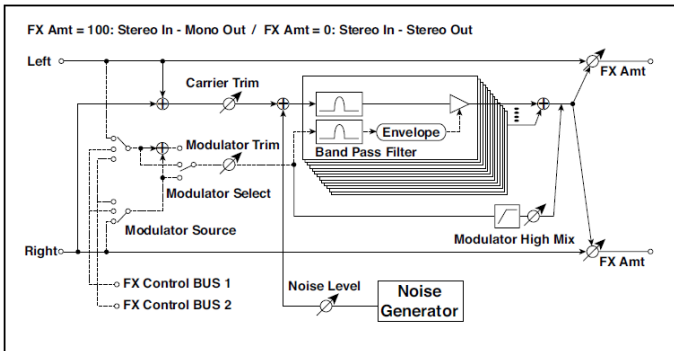 FX Amt = 100: Stereo In - Mono Out / FX Amt = 0: Stereo In - Stereo Out
Left
FX Amt
Carrier Trim
Envelope
Band Pass Filter
Modulator Trim
Modulator Select
Modulator Source
Modulator High Mix
Right
FX Amt
FX Control BUS 1
FX Control BUS 2
Noise Level
Noise
Generator